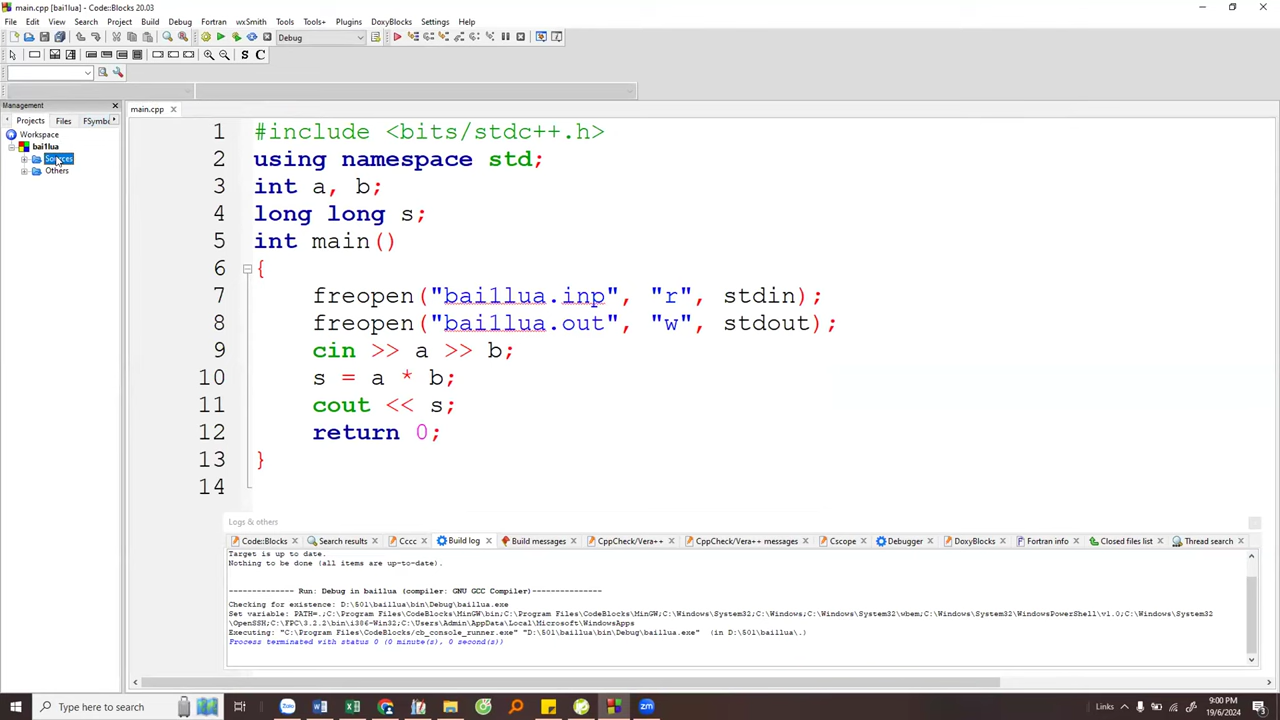 main.cpp [bai1lua] - Code::Blocks 20.03
File Edit View Search Project Build Debug Fortran wxSmith Tools Tools+ Plugins DoxyBlocks Settings Help
Debug
S C
Management
Projects Files FSymbo
main.cpp
Workspace
bai1lua
Sources
Others
1 #include <bits/stdc++.h>
2 using namespace std;
3 int a, b;
4 long long s;
5 int main()
6 {
7 freopen("bai1lua.inp", "r", stdin);
8 freopen("bai1lua.out", "w", stdout);
9 cin >> a >> b;
10 s = a * b;
11 cout << s;
12 return 0;
13 }
14
Logs & others
Code::Blocks Search results Cccc Build log Build messages CppCheck/Vera++ CppCheck/Vera++ messages Cscope Debugger DoxyBlocks Fortran info Closed files list Thread search
Target is up to date.
Nothing to be done (all items are up-to-date).
-------------- Run: Debug in bai1lua (compiler: GNU GCC Compiler)---------------
Checking for existence: D:\501\bai1lua\bin\Debug\bai1lua.exe
Set variable: PATH=.;C:\Program Files\CodeBlocks\MinGW\bin;C:\Program Files\CodeBlocks\MinGW;C:\Windows\System32;C:\Windows;C:\Windows\System32\wbem;C:\Windows\System32\WindowsPowerShell\v1.0;C:\Windows\System32
\OpenSSH;C:\FPC\3.2.2\bin\i386-Win32;C:\Users\Admin\AppData\Local\Microsoft\WindowsApps
Executing: "C:\Program Files\CodeBlocks/cb_console_runner.exe" "D:\501\bai1lua\bin\Debug\bai1lua.exe"  (in D:\501\bai1lua\.)
Process terminated with status 0 (0 minute(s), 0 second(s))
Type here to search
Links
9:00 PM
19/6/2024